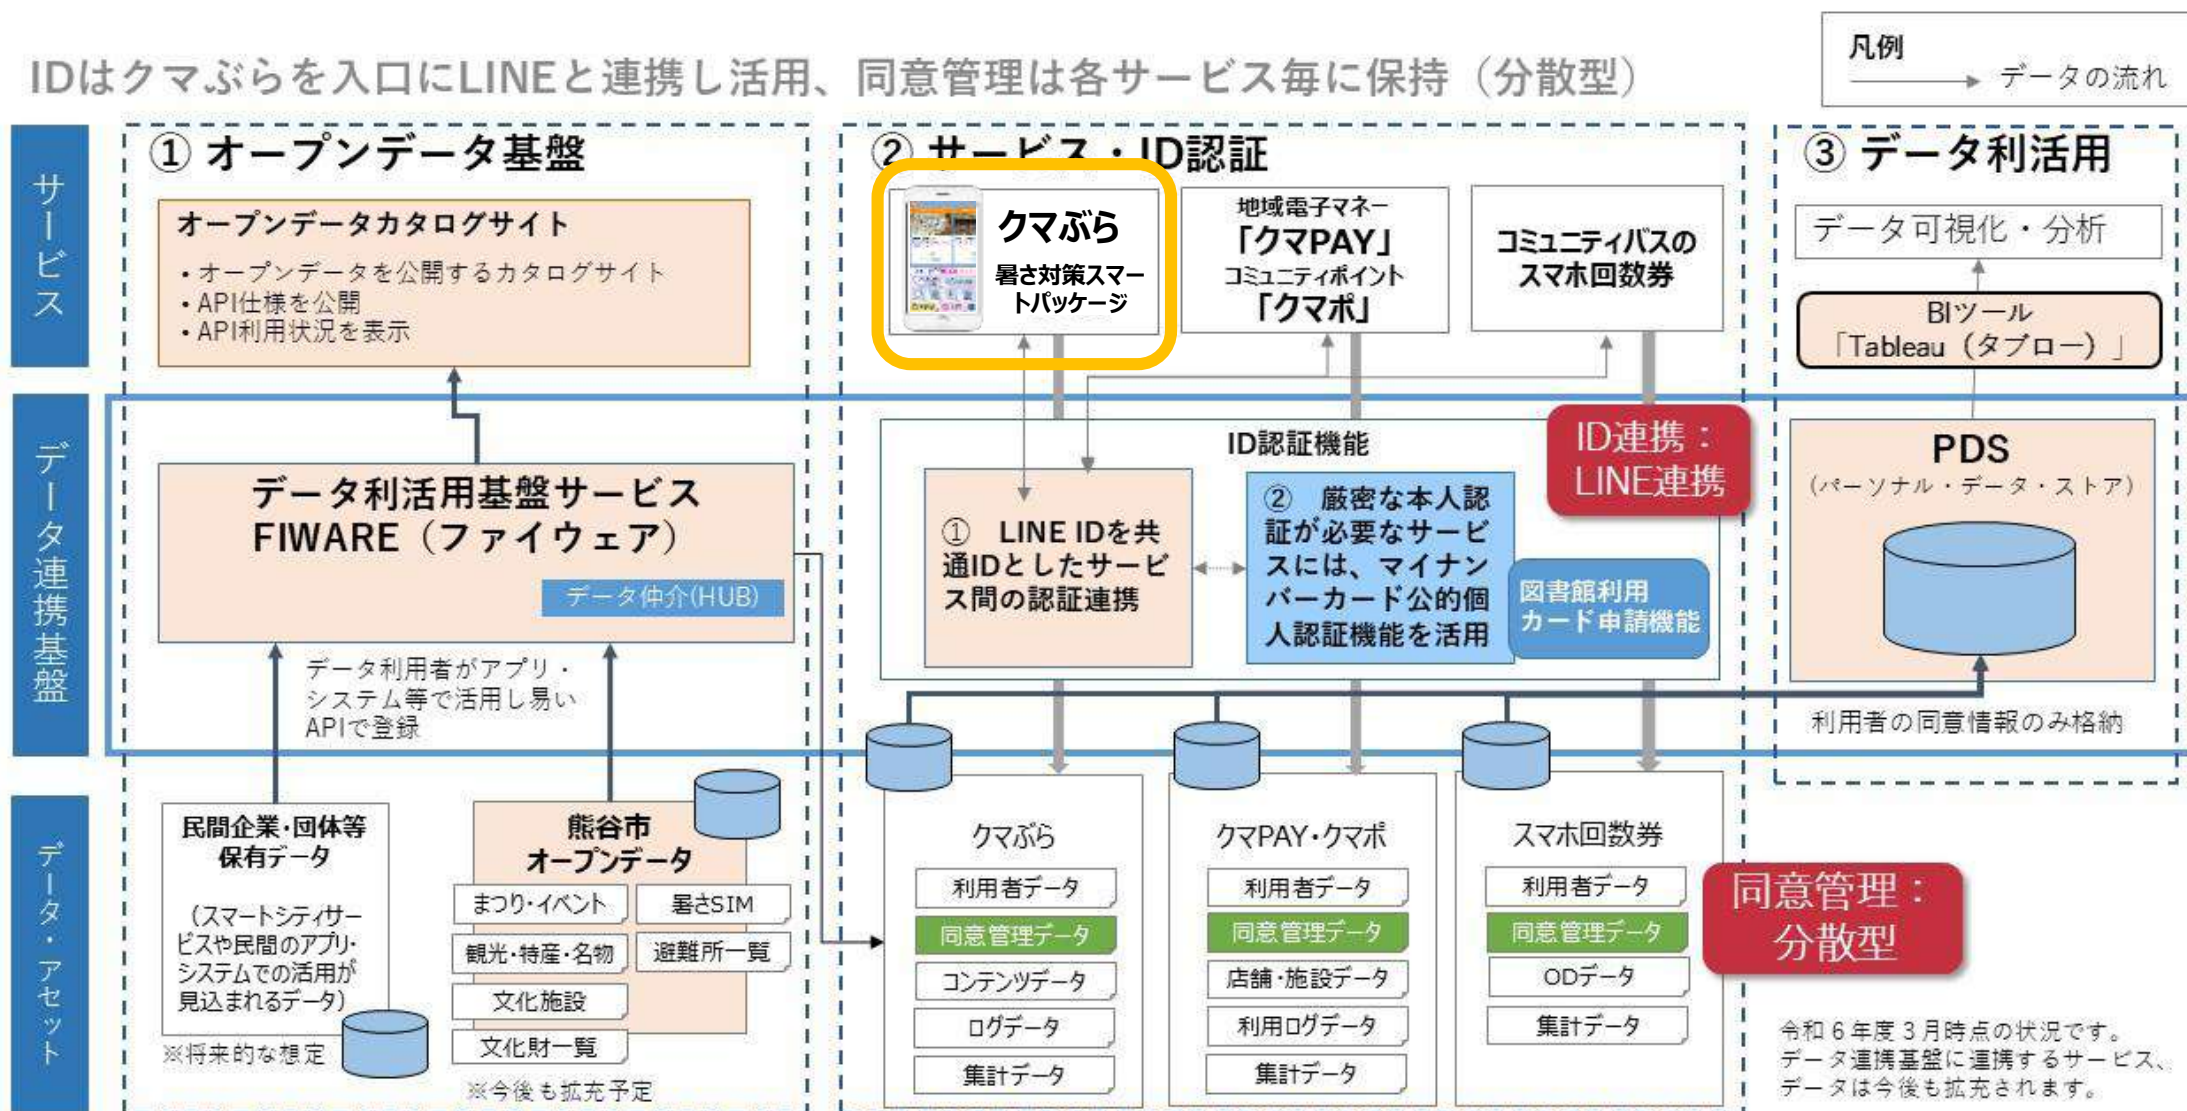 IDはクマぶらを入口にLINEと連携し活用、同意管理は各サービス毎に保持（分散型）
凡例
データの流れ
サービス
データ連携基盤
データ・アセット
① オープンデータ基盤
オープンデータカタログサイト
・オープンデータを公開するカタログサイト
・API仕様を公開
・API利用状況を表示
データ利活用基盤サービス
FIWARE（ファイウェア）
データ仲介(HUB)
データ利用者がアプリ・
システム等で活用し易い
APIで登録
民間企業・団体等
保有データ
（スマートシティサー
ビスや民間のアプリ・
システムでの活用が
見込まれるデータ）
※将来的な想定
熊谷市
オープンデータ
まつり・イベント
暑さSIM
観光・特産・名物
避難所一覧
文化施設
文化財一覧
※今後も拡充予定
② サービス・ID認証
クマぶら
暑さ対策スマー
トパッケージ
地域電子マネー
「クマPAY」
コミュニティポイント
「クマポ」
コミュニティバスの
スマホ回数券
ID認証機能
ID連携：
LINE連携
① LINE IDを共
通IDとしたサービ
ス間の認証連携
② 厳密な本人認
証が必要なサービ
スには、マイナン
バーカード公的個
人認証機能を活用
図書館利用
カード申請機能
クマぶら
利用者データ
同意管理データ
コンテンツデータ
ログデータ
集計データ
クマPAY・クマポ
利用者データ
同意管理データ
店舗・施設データ
利用ログデータ
集計データ
スマホ回数券
利用者データ
同意管理データ
ODデータ
集計データ
同意管理：
分散型
③ データ利活用
データ可視化・分析
BIツール
「Tableau（タブロー）」
PDS
（パーソナル・データ・ストア）
利用者の同意情報のみ格納
令和６年度３月時点の状況です。
データ連携基盤に連携するサービス、
データは今後も拡充されます。